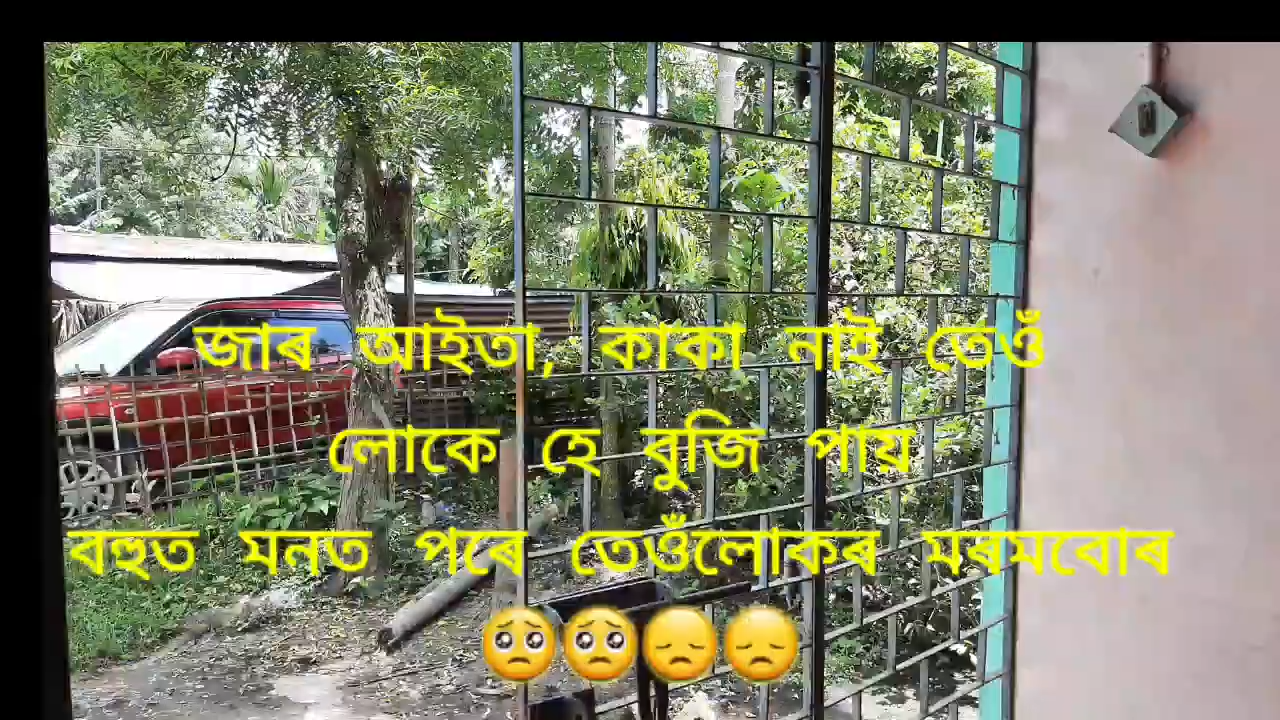 জাৰ আইতা, কাকা নাই তেওঁ
লোকে হে বুজি পায়
বহুত মনত পৰে তেওঁলোকৰ মৰমবোৰ
🥺🥺😞😞